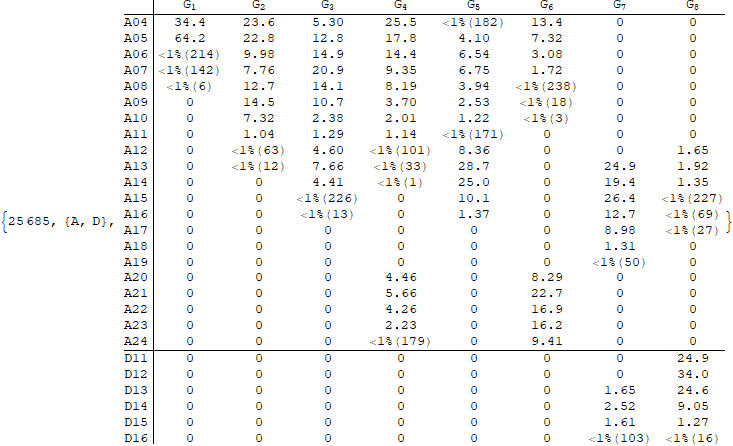 G1 G2 G3 G4 G5 G6 G7 G8
A04 34.4 23.6 5.30 25.5 <1%(182) 13.4 0 0
A05 64.2 22.8 12.8 17.8 4.10 7.32 0 0
A06 <1%(214) 9.98 14.9 14.4 6.54 3.08 0 0
A07 <1%(142) 7.76 20.9 9.35 6.75 1.72 0 0
A08 <1%(6) 12.7 14.1 8.19 3.94 <1%(238) 0 0
A09 0 14.5 10.7 3.70 2.53 <1%(18) 0 0
A10 0 7.32 2.38 2.01 1.22 <1%(3) 0 0
A11 0 1.04 1.29 1.14 <1%(171) 0 0 0
A12 0 <1%(63) 4.60 <1%(101) 8.36 0 0 1.65
A13 0 <1%(12) 7.66 <1%(33) 28.7 0 24.9 1.92
A14 0 0 4.41 <1%(1) 25.0 0 19.4 1.35
A15 0 0 <1%(226) 0 10.1 0 26.4 <1%(227)
{25685, {A, D}, A16 0 0 <1%(13) 0 1.37 0 12.7 <1%(69) }
A17 0 0 0 0 0 0 8.98 <1%(27)
A18 0 0 0 0 0 0 1.31 0
A19 0 0 0 0 0 0 <1%(50) 0
A20 0 0 0 4.46 0 8.29 0 0
A21 0 0 0 5.66 0 22.7 0 0
A22 0 0 0 4.26 0 16.9 0 0
A23 0 0 0 2.23 0 16.2 0 0
A24 0 0 0 <1%(179) 0 9.41 0 0
D11 0 0 0 0 0 0 0 24.9
D12 0 0 0 0 0 0 0 34.0
D13 0 0 0 0 0 0 1.65 24.6
D14 0 0 0 0 0 0 2.52 9.05
D15 0 0 0 0 0 0 1.61 1.27
D16 0 0 0 0 0 0 <1%(103) <1%(16)